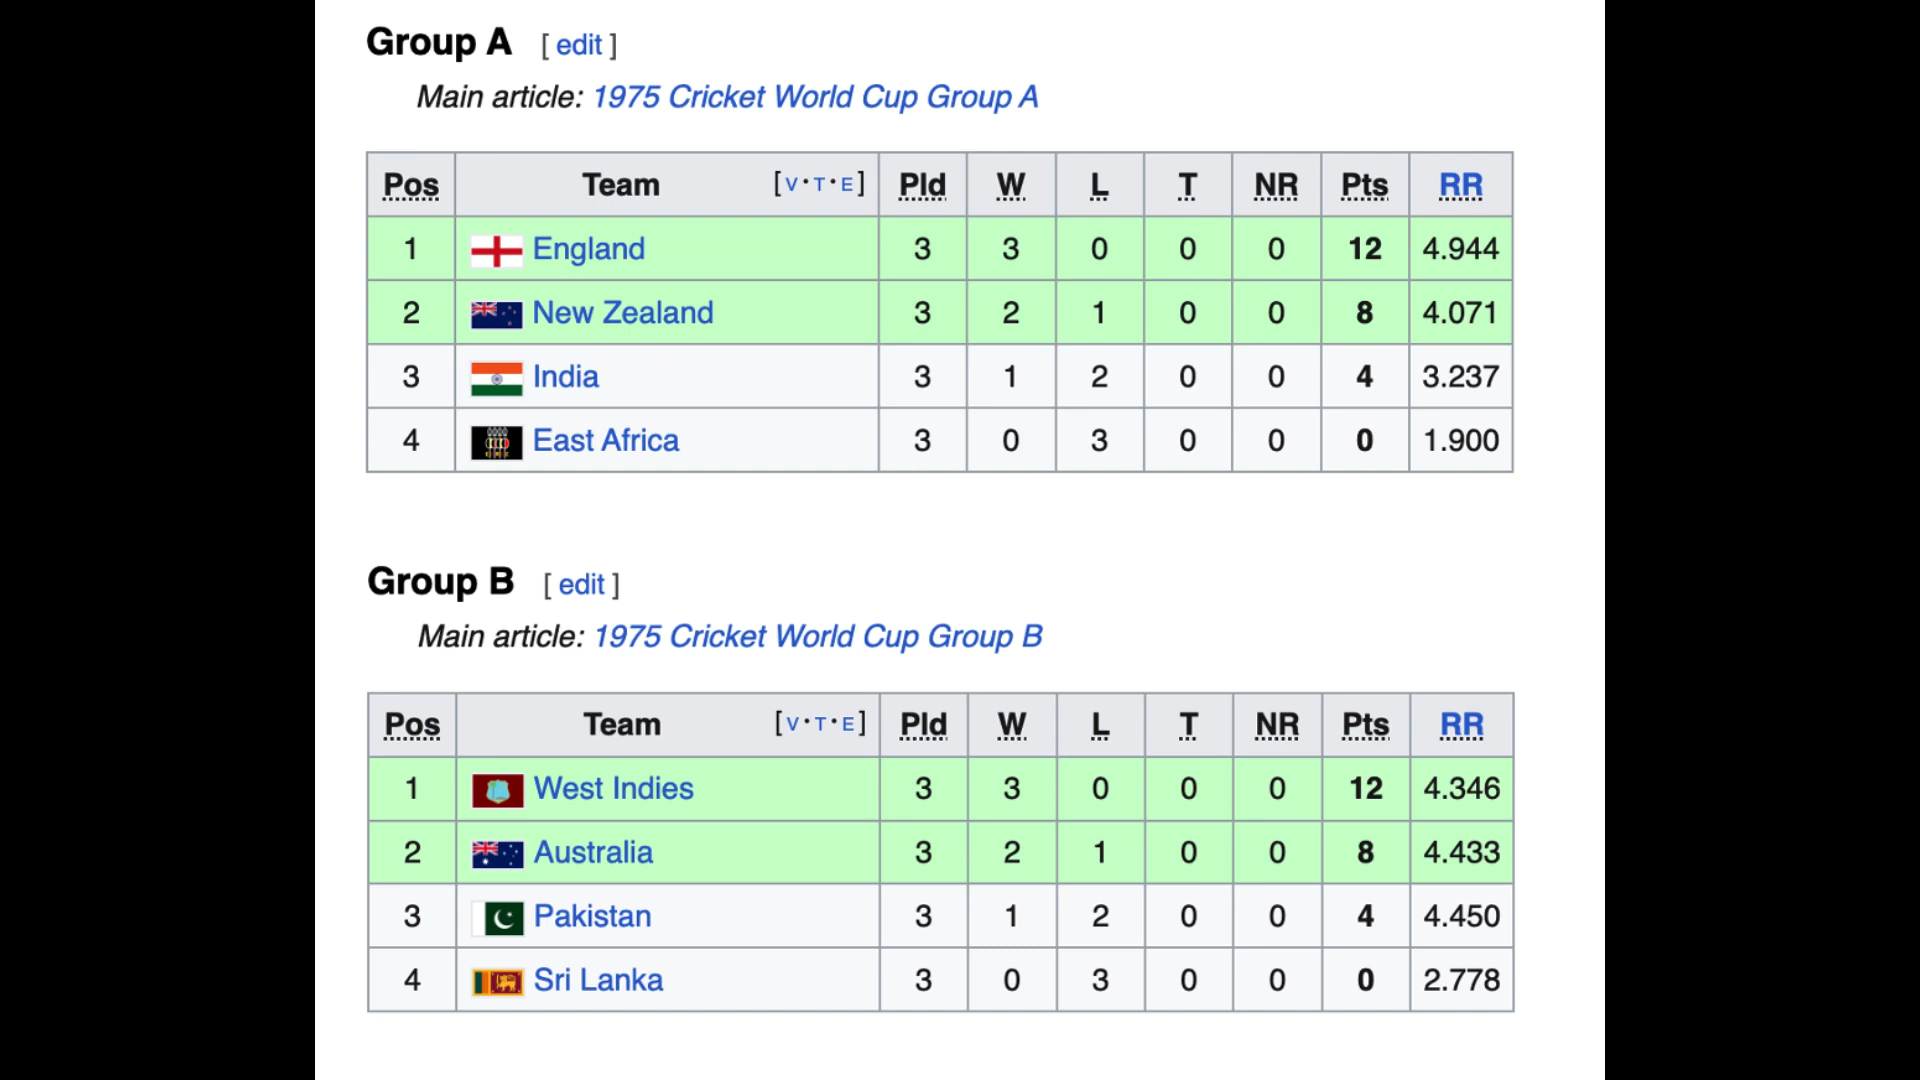 Group A [ edit ]
Main article: 1975 Cricket World Cup Group A
Pos Team [V·T·E] Pld W L T NR Pts RR
1 England 3 3 0 0 0 12 4.944
2 New Zealand 3 2 1 0 0 8 4.071
3 India 3 1 2 0 0 4 3.237
4 East Africa 3 0 3 0 0 0 1.900
Group B [ edit ]
Main article: 1975 Cricket World Cup Group B
Pos Team [V·T·E] Pld W L T NR Pts RR
1 West Indies 3 3 0 0 0 12 4.346
2 Australia 3 2 1 0 0 8 4.433
3 Pakistan 3 1 2 0 0 4 4.450
4 Sri Lanka 3 0 3 0 0 0 2.778